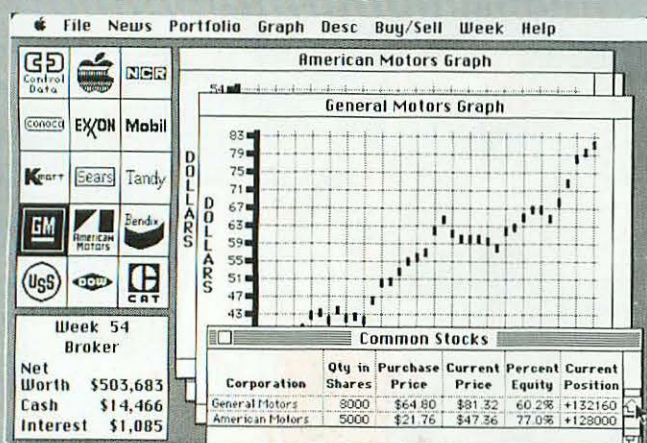 File News Portfolio Graph Desc Buy/Sell Week Help
Control Data
NCR
conoco
EXXON
Mobil
Kmart
Sears
Tandy
GM
American Motors
Bendix
USS
DOW
CAT
American Motors Graph
54
DOLLARS
General Motors Graph
DOLLARS
83
79
75
71
67
63
59
55
51
47
43
Week 54
Broker
Net
Worth $503,683
Cash $14,466
Interest $1,085
Common Stocks
Corporation Qty in Shares Purchase Price Current Price Percent Equity Current Position
General Motors 8000 $64.80 $81.32 60.2% +132160
American Motors 5000 $21.76 $47.36 77.0% +128000